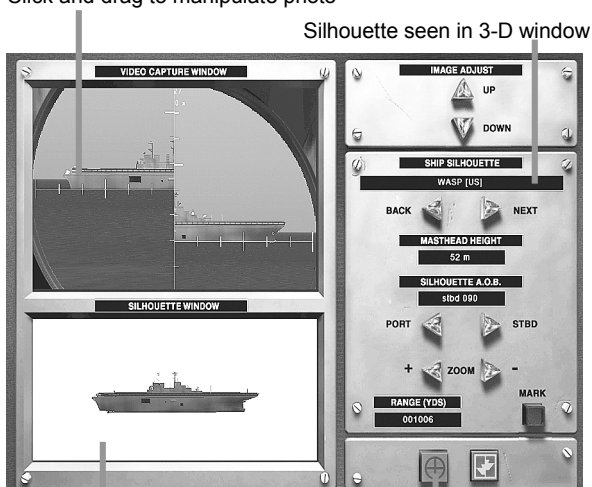 Click and drag to manipulate photo
Silhouette seen in 3-D window
VIDEO CAPTURE WINDOW
IMAGE ADJUST
UP
DOWN
SHIP SILHOUETTE
WASP [US]
BACK
NEXT
MASTHEAD HEIGHT
52 m
SILHOUETTE A.O.B.
stbd 090
PORT
STBD
+ ZOOM -
RANGE (YDS)
001006
MARK
SILHOUETTE WINDOW